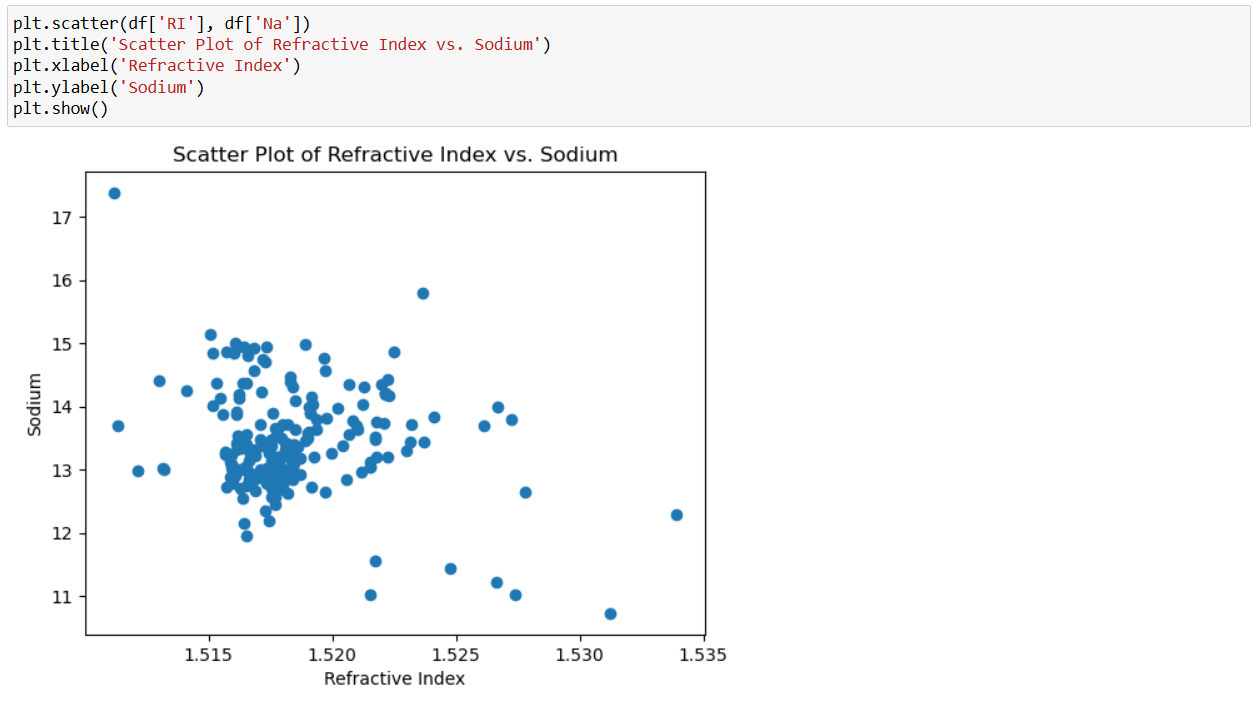 plt.scatter(df['RI'], df['Na'])
plt.title('Scatter Plot of Refractive Index vs. Sodium')
plt.xlabel('Refractive Index')
plt.ylabel('Sodium')
plt.show()
Scatter Plot of Refractive Index vs. Sodium
17
16
15
14
13
12
11
Sodium
1.515 1.520 1.525 1.530 1.535
Refractive Index